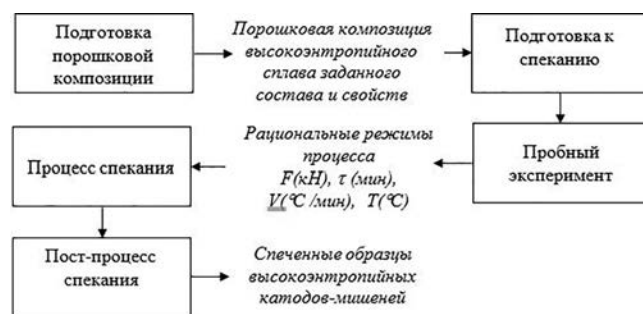 Подготовка
порошковой
композиции
Порошковая композиция
высокоэнтропийного
сплава заданного
состава и свойств
Подготовка к
спеканию
Пробный
эксперимент
Рациональные режимы
процесса
F(кН), τ (мин),
V(℃ /мин), T(℃)
Процесс спекания
Пост-процесс
спекания
Спеченные образцы
высокоэнтропийных
катодов-мишеней